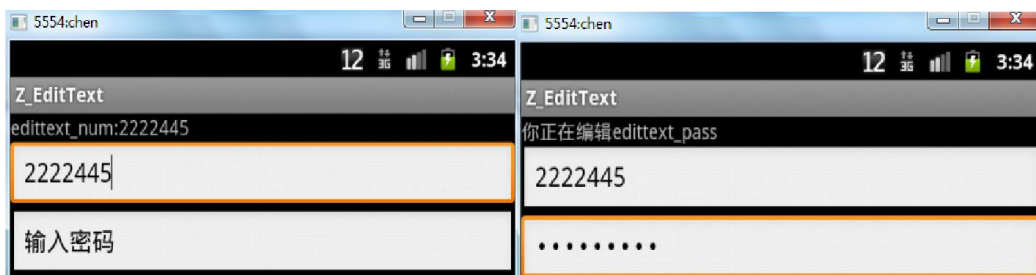 5554:chen
12 3G 3:34
Z_EditText
edittext_num:2222445
2222445
输入密码
5554:chen
12 3G 3:34
Z_EditText
你正在编辑edittext_pass
2222445
•••••••••